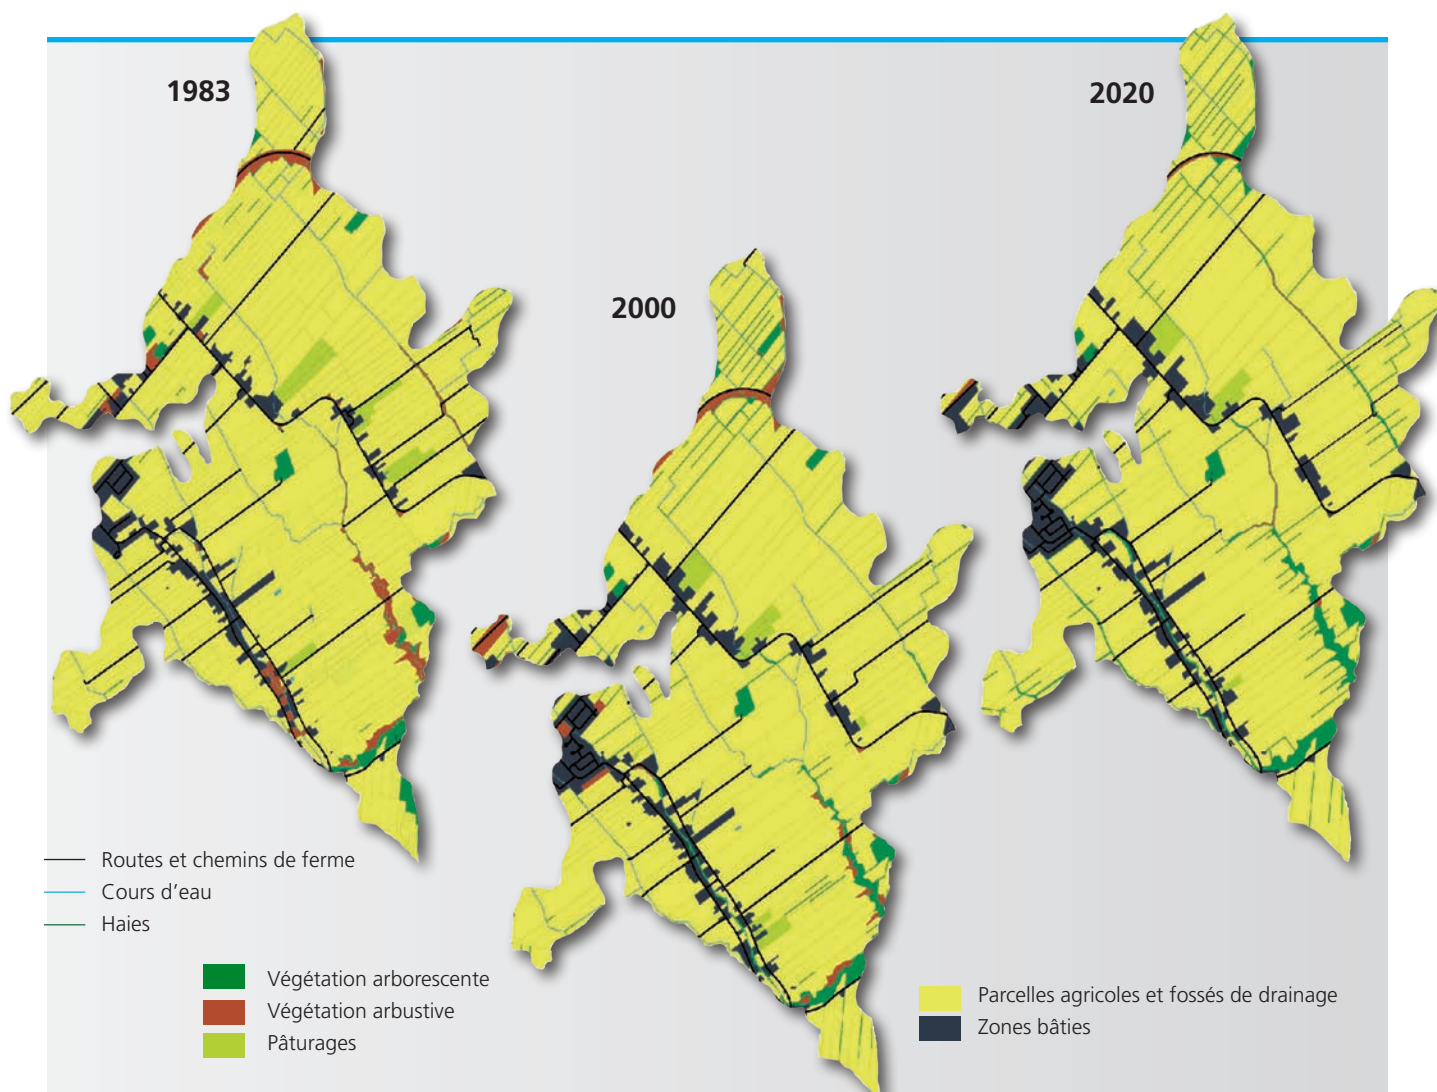 1983
2020
2000
Routes et chemins de ferme
Cours d'eau
Haies
Végétation arborescente
Végétation arbustive
Pâturages
Parcelles agricoles et fossés de drainage
Zones bâties